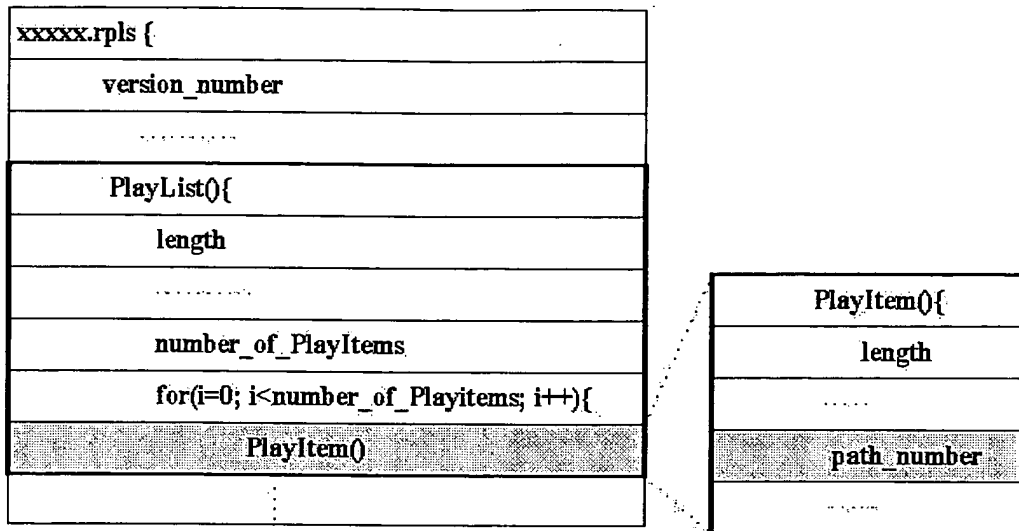 xxxxx.rpls {
version_number
..........
PlayList(){
length
..........
number_of_PlayItems
for(i=0; i<number_of_Playitems; i++){
PlayItem()
PlayItem(){
length
.....
path_number
.....